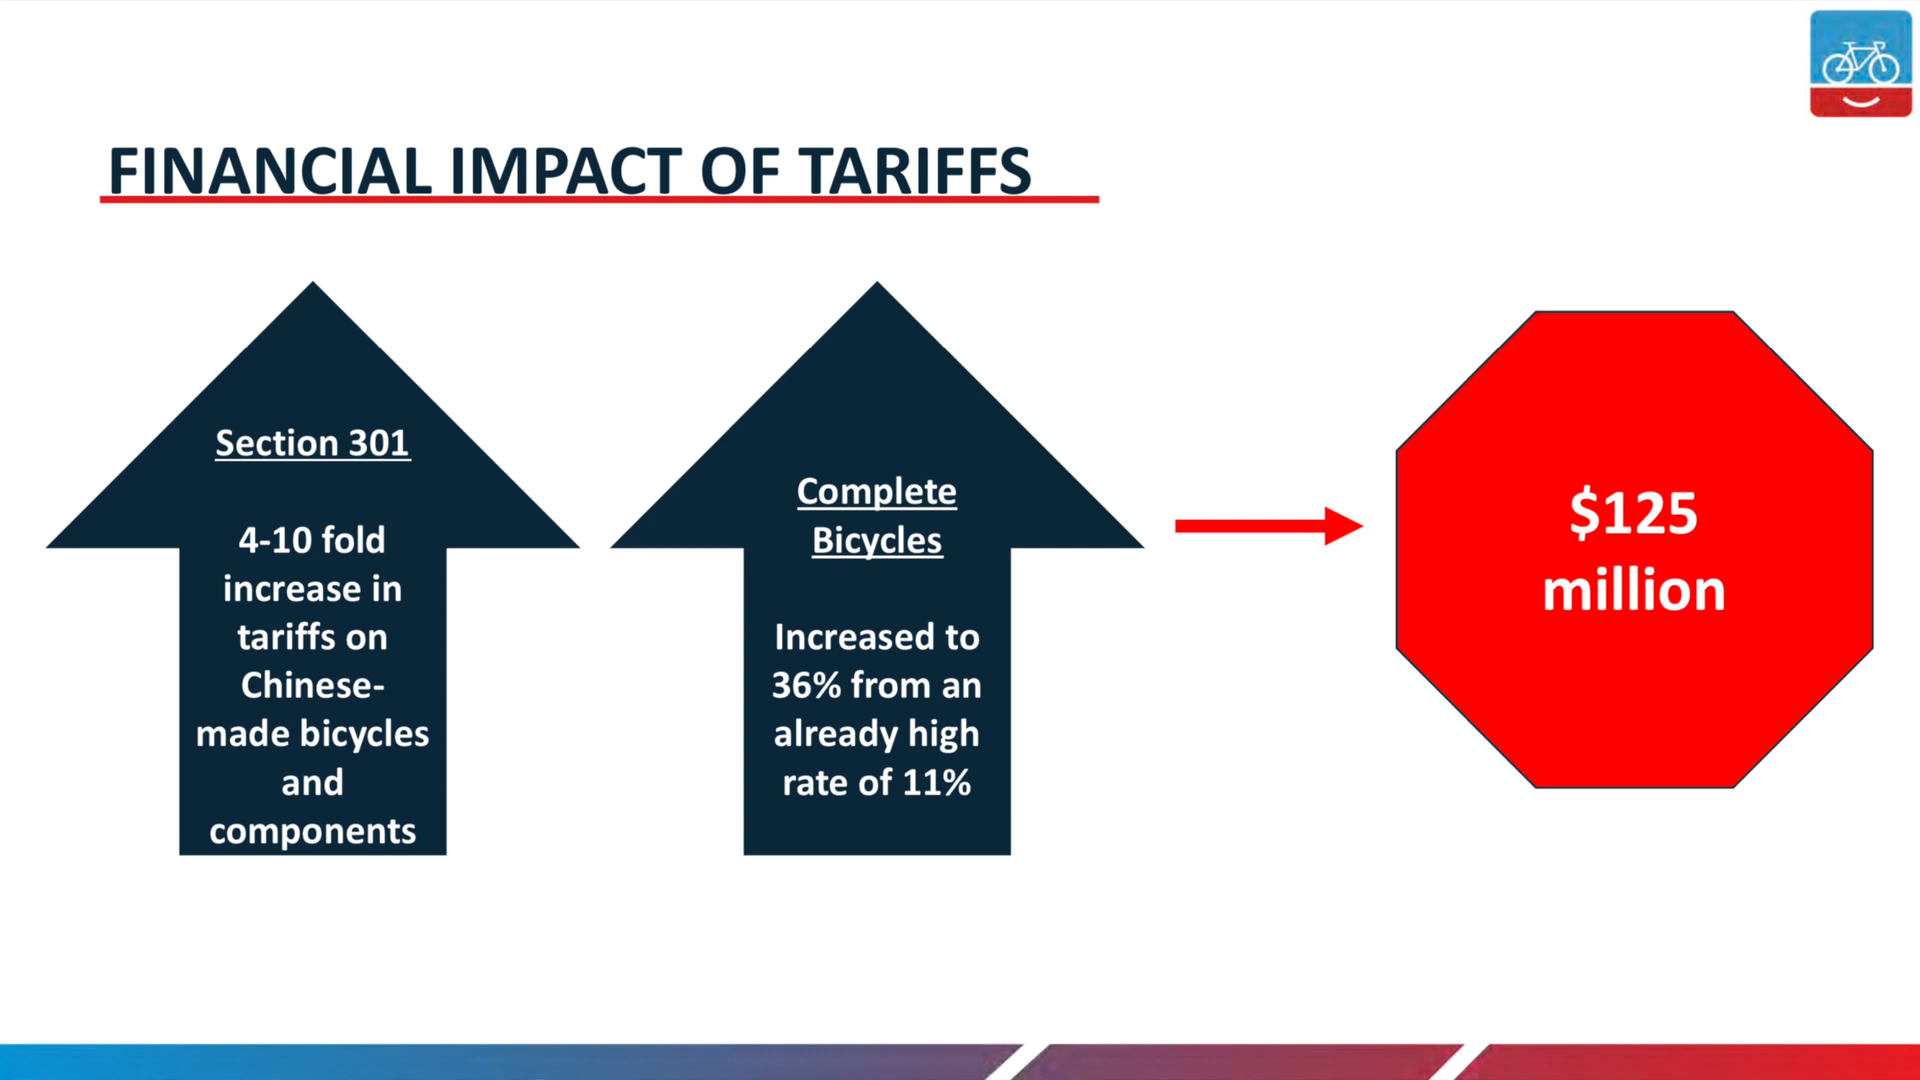 FINANCIAL IMPACT OF TARIFFS
Section 301
4-10 fold
increase in
tariffs on
Chinese-
made bicycles
and
components
Complete
Bicycles
Increased to
36% from an
already high
rate of 11%
$125
million